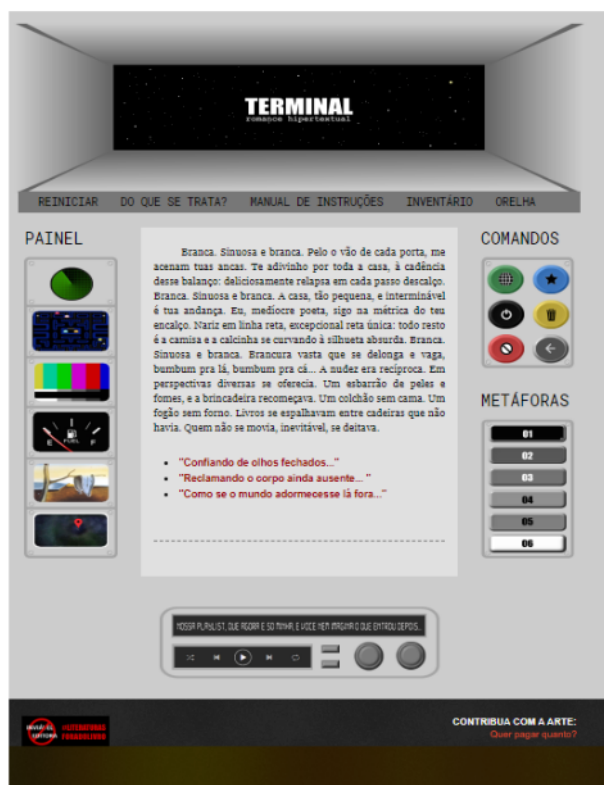 TERMINAL
romance hipertextual
REINICIAR DO QUE SE TRATA? MANUAL DE INSTRUÇÕES INVENTÁRIO ORELHA
PAINEL
Branca. Sinuosa e branca. Pelo o vão de cada porta, me
acenam tuas ancas. Te adivinho por toda a casa, à cadência
desse balanço: deliciosamente relapsa em cada passo descalço.
Branca. Sinuosa e branca. A casa, tão pequena, e interminável
é tua andança. Eu, medíocre poeta, sigo na métrica do teu
encalço. Nariz em linha reta, excepcional reta única: todo resto
é a camisa e a calcinha se curvando à silhueta absurda. Branca.
Sinuosa e branca. Brancura vasta que se delonga e vaga,
bumbum pra lá, bumbum pra cá... A nudez era recíproca. Em
perspectivas diversas se oferecia. Um esbarrão de peles e
fomes, e a brincadeira recomeçava. Um colchão sem cama. Um
fogão sem forno. Livros se espalhavam entre cadeiras que não
havia. Quem não se movia, inevitável, se deitava.
"Confiando de olhos fechados..."
"Reclamando o corpo ainda ausente... "
"Como se o mundo adormecesse lá fora..."
COMANDOS
METÁFORAS
01
02
03
04
05
06
E FUEL F
NOSSA PLAYLIST, QUE AGORA E SO MINHA, E VOCE NEM IMAGINA O QUE ENTROU DEPOIS..
CONTRIBUA COM A ARTE:
Quer pagar quanto?